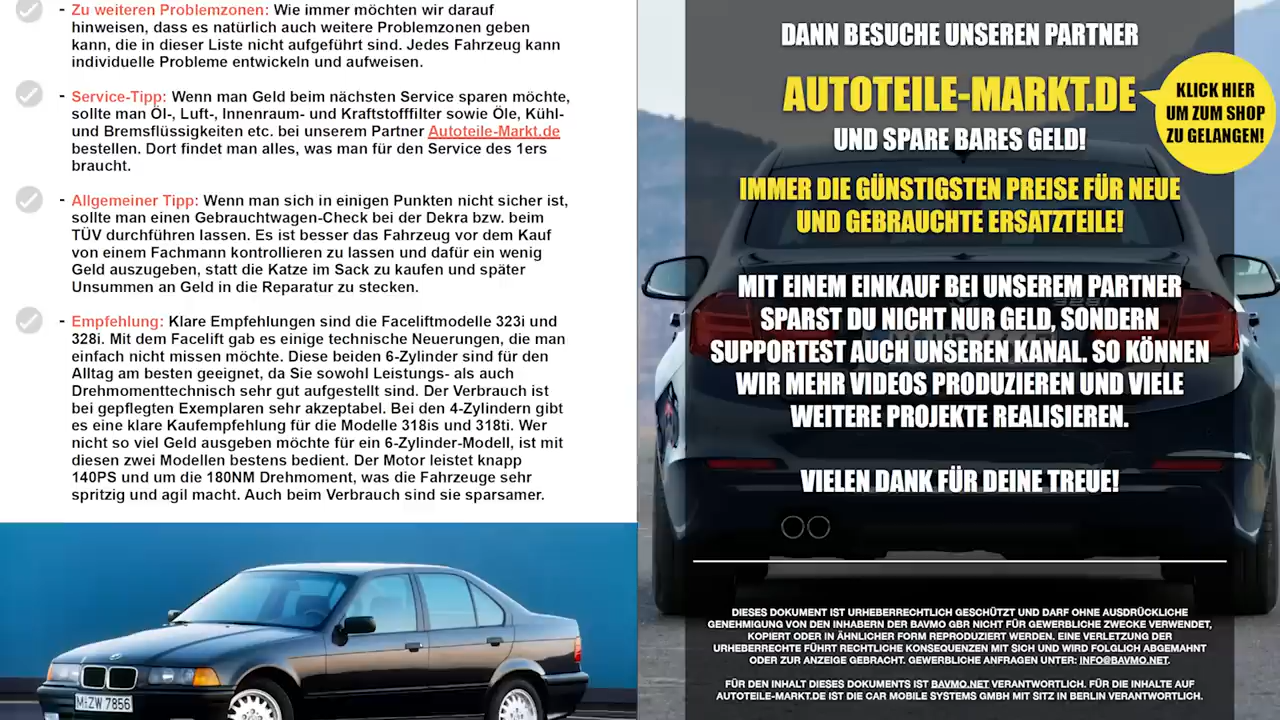 - Zu weiteren Problemzonen: Wie immer möchten wir darauf
hinweisen, dass es natürlich auch weitere Problemzonen geben
kann, die in dieser Liste nicht aufgeführt sind. Jedes Fahrzeug kann
individuelle Probleme entwickeln und aufweisen.
- Service-Tipp: Wenn man Geld beim nächsten Service sparen möchte,
sollte man Öl-, Luft-, Innenraum- und Kraftstofffilter sowie Öle, Kühl-
und Bremsflüssigkeiten etc. bei unserem Partner Autoteile-Markt.de
bestellen. Dort findet man alles, was man für den Service des 1ers
braucht.
- Allgemeiner Tipp: Wenn man sich in einigen Punkten nicht sicher ist,
sollte man einen Gebrauchtwagen-Check bei der Dekra bzw. beim
TÜV durchführen lassen. Es ist besser das Fahrzeug vor dem Kauf
von einem Fachmann kontrollieren zu lassen und dafür ein wenig
Geld auszugeben, statt die Katze im Sack zu kaufen und später
Unsummen an Geld in die Reparatur zu stecken.
- Empfehlung: Klare Empfehlungen sind die Faceliftmodelle 323i und
328i. Mit dem Facelift gab es einige technische Neuerungen, die man
einfach nicht missen möchte. Diese beiden 6-Zylinder sind für den
Alltag am besten geeignet, da Sie sowohl Leistungs- als auch
Drehmomenttechnisch sehr gut aufgestellt sind. Der Verbrauch ist
bei gepflegten Exemplaren sehr akzeptabel. Bei den 4-Zylindern gibt
es eine klare Kaufempfehlung für die Modelle 318is und 318ti. Wer
nicht so viel Geld ausgeben möchte für ein 6-Zylinder-Modell, ist mit
diesen zwei Modellen bestens bedient. Der Motor leistet knapp
140PS und um die 180NM Drehmoment, was die Fahrzeuge sehr
spritzig und agil macht. Auch beim Verbrauch sind sie sparsamer.
M·ZW 7856
DANN BESUCHE UNSEREN PARTNER
AUTOTEILE-MARKT.DE
KLICK HIER
UM ZUM SHOP
ZU GELANGEN!
UND SPARE BARES GELD!
IMMER DIE GÜNSTIGSTEN PREISE FÜR NEUE
UND GEBRAUCHTE ERSATZTEILE!
MIT EINEM EINKAUF BEI UNSEREM PARTNER
SPARST DU NICHT NUR GELD, SONDERN
SUPPORTEST AUCH UNSEREN KANAL. SO KÖNNEN
WIR MEHR VIDEOS PRODUZIEREN UND VIELE
WEITERE PROJEKTE REALISIEREN.
VIELEN DANK FÜR DEINE TREUE!
DIESES DOKUMENT IST URHEBERRECHTLICH GESCHÜTZT UND DARF OHNE AUSDRÜCKLICHE
GENEHMIGUNG VON DEN INHABERN DER BAVMO GBR NICHT FÜR GEWERBLICHE ZWECKE VERWENDET,
KOPIERT ODER IN ÄHNLICHER FORM REPRODUZIERT WERDEN. EINE VERLETZUNG DER
URHEBERRECHTE FÜHRT RECHTLICHE KONSEQUENZEN MIT SICH UND WIRD FOLGLICH ABGEMAHNT
ODER ZUR ANZEIGE GEBRACHT. GEWERBLICHE ANFRAGEN UNTER: INFO@BAVMO.NET.
FÜR DEN INHALT DIESES DOKUMENTS IST BAVMO.NET VERANTWORTLICH. FÜR DIE INHALTE AUF
AUTOTEILE-MARKT.DE IST DIE CAR MOBILE SYSTEMS GMBH MIT SITZ IN BERLIN VERANTWORTLICH.